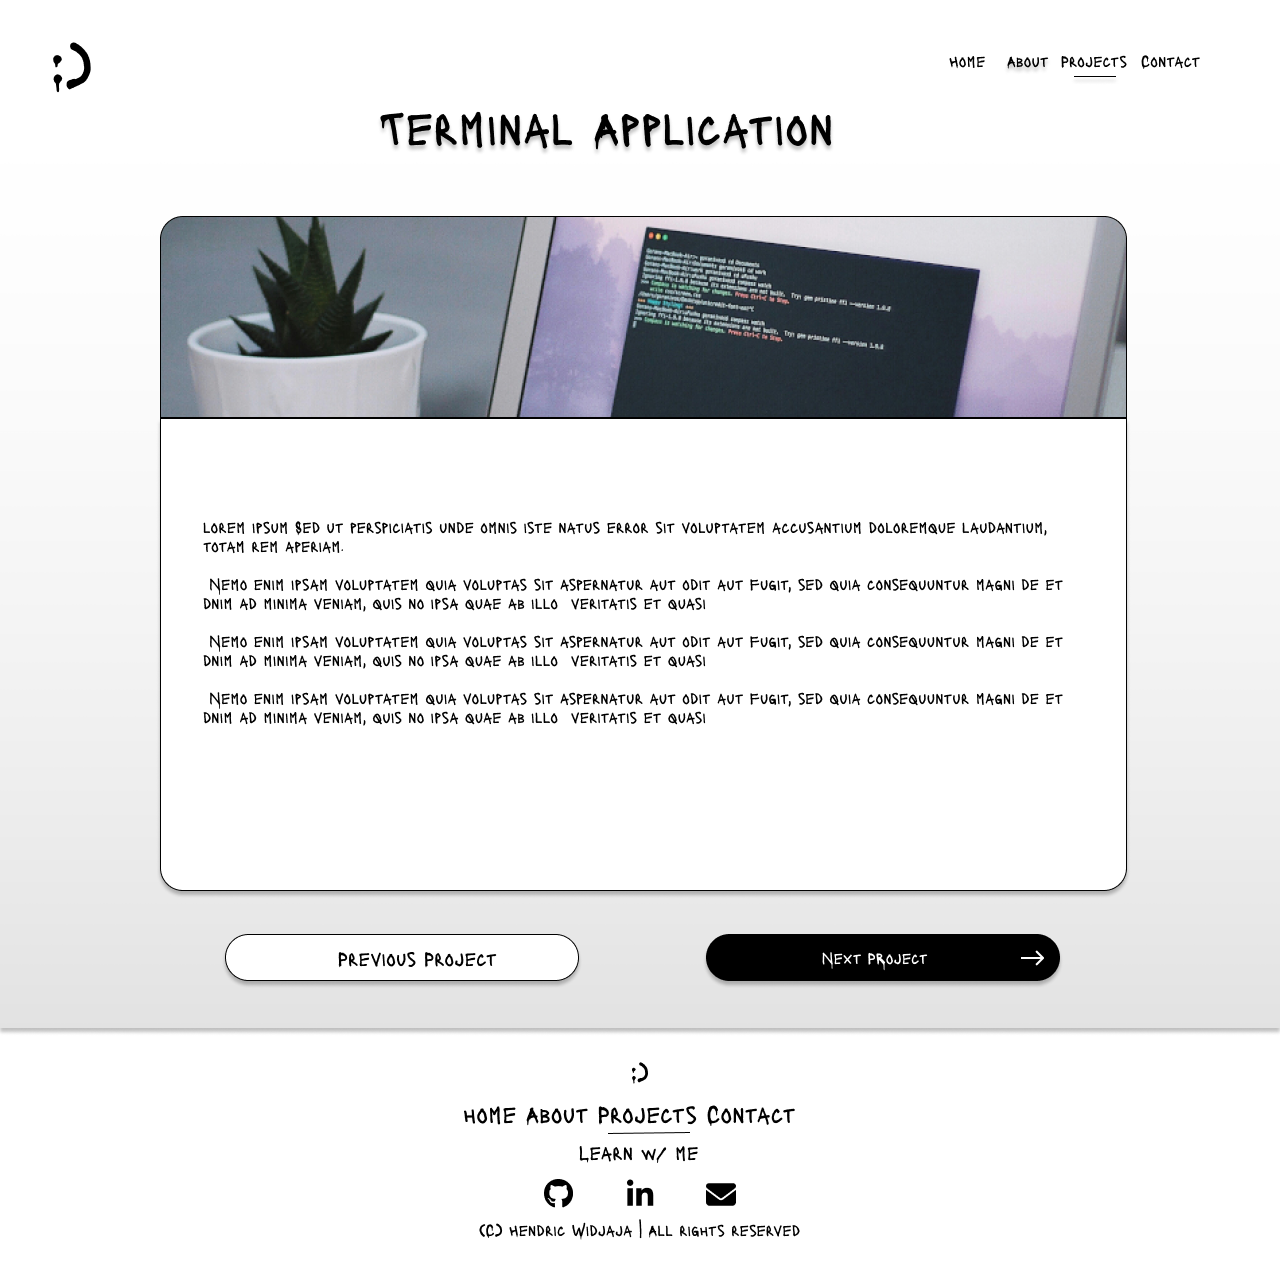 Home About Projects Contact
Terminal Application
Lorem ipsum Sed ut perspiciatis unde omnis iste natus error sit voluptatem accusantium doloremque laudantium,
totam rem aperiam.
Nemo enim ipsam voluptatem quia voluptas sit aspernatur aut odit aut fugit, sed quia consequuntur magni de et
dnim ad minima veniam, quis no ipsa quae ab illo veritatis et quasi
Nemo enim ipsam voluptatem quia voluptas sit aspernatur aut odit aut fugit, sed quia consequuntur magni de et
dnim ad minima veniam, quis no ipsa quae ab illo veritatis et quasi
Nemo enim ipsam voluptatem quia voluptas sit aspernatur aut odit aut fugit, sed quia consequuntur magni de et
dnim ad minima veniam, quis no ipsa quae ab illo veritatis et quasi
Previous Project
Next Project
Home About Projects Contact
Learn w/ me
(C) Hendric Widjaja | all rights reserved